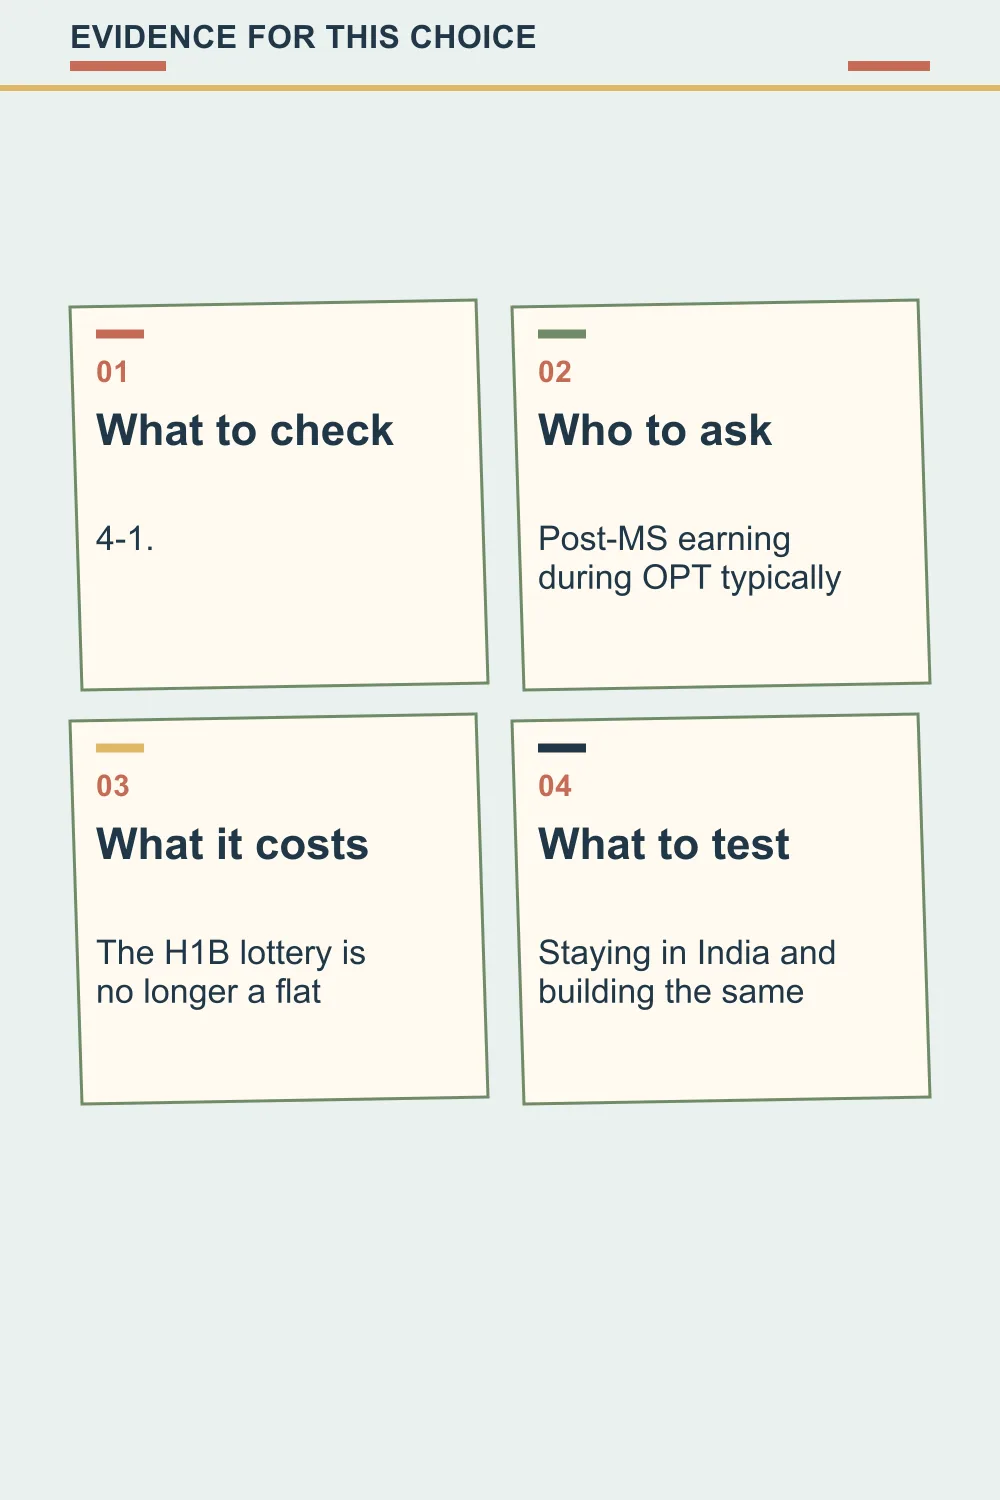 EVIDENCE FOR THIS CHOICE
01
What to check
4-1.
02
Who to ask
Post-MS earning
during OPT typically
03
What it costs
The H1B lottery is
no longer a flat
04
What to test
Staying in India and
building the same